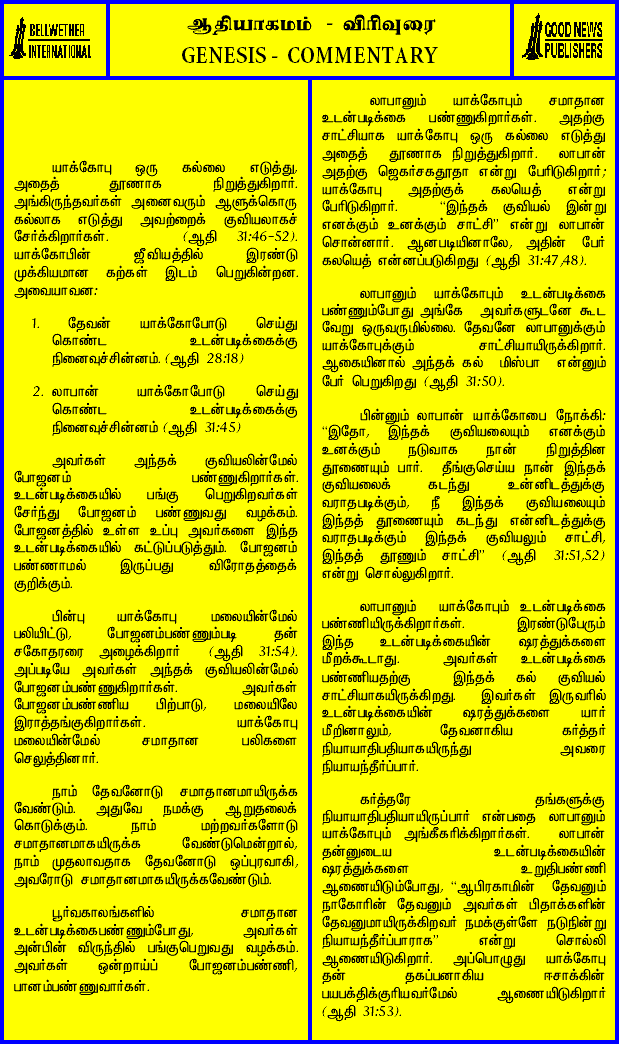 BELLWETHER
INTERNATIONAL
ஆதியாகமம் - விரிவுரை
GENESIS - COMMENTARY
GOOD NEWS
PUBLISHERS
யாக்கோபு ஒரு கல்லை எடுத்து,
அதைத் தூணாக நிறுத்துகிறார்.
அங்கிருந்தவர்கள் அனைவரும் ஆளுக்கொரு
கல்லாக எடுத்து அவற்றைக் குவியலாகச்
சேர்க்கிறார்கள். (ஆதி 31:46-52).
யாக்கோபின் ஜீவியத்தில் இரண்டு
முக்கியமான கற்கள் இடம் பெறுகின்றன.
அவையாவன:
1. தேவன் யாக்கோபோடு செய்து
கொண்ட உடன்படிக்கைக்கு
நினைவுச்சின்னம். (ஆதி 28:18)
2. லாபான் யாக்கோபோடு செய்து
கொண்ட உடன்படிக்கைக்கு
நினைவுச்சின்னம் (ஆதி 31:45)
அவர்கள் அந்தக் குவியலின்மேல்
போஜனம் பண்ணுகிறார்கள்.
உடன்படிக்கையில் பங்கு பெறுகிறவர்கள்
சேர்ந்து போஜனம் பண்ணுவது வழக்கம்.
போஜனத்தில் உள்ள உப்பு அவர்களை இந்த
உடன்படிக்கையில் கட்டுப்படுத்தும். போஜனம்
பண்ணாமல் இருப்பது விரோதத்தைக்
குறிக்கும்.
பின்பு யாக்கோபு மலையின்மேல்
பலியிட்டு, போஜனம்பண்ணும்படி தன்
சகோதரரை அழைக்கிறார் (ஆதி 31:54).
அப்படியே அவர்கள் அந்தக் குவியலின்மேல்
போஜனம்பண்ணுகிறார்கள். அவர்கள்
போஜனம்பண்ணிய பிற்பாடு, மலையிலே
இராத்தங்குகிறார்கள். யாக்கோபு
மலையின்மேல் சமாதான பலிகளை
செலுத்தினார்.
நாம் தேவனோடு சமாதானமாயிருக்க
வேண்டும். அதுவே நமக்கு ஆறுதலைக்
கொடுக்கும். நாம் மற்றவர்களோடு
சமாதானமாகயிருக்க வேண்டுமென்றால்,
நாம் முதலாவதாக தேவனோடு ஒப்புரவாகி,
அவரோடு சமாதானமாகயிருக்கவேண்டும்.
பூர்வகாலங்களில் சமாதான
உடன்படிக்கைபண்ணும்போது, அவர்கள்
அன்பின் விருந்தில் பங்குபெறுவது வழக்கம்.
அவர்கள் ஒன்றாய்ப் போஜனம்பண்ணி,
பானம்பண்ணுவார்கள்.
லாபானும் யாக்கோபும் சமாதான
உடன்படிக்கை பண்ணுகிறார்கள். அதற்கு
சாட்சியாக யாக்கோபு ஒரு கல்லை எடுத்து
அதைத் தூணாக நிறுத்துகிறார். லாபான்
அதற்கு ஜெகர்சகதூதா என்று பேரிடுகிறார்;
யாக்கோபு அதற்குக் கலயெத் என்று
பேரிடுகிறார். “இந்தக் குவியல் இன்று
எனக்கும் உனக்கும் சாட்சி” என்று லாபான்
சொன்னார். ஆனபடியினாலே, அதின் பேர்
கலயெத் என்னப்படுகிறது (ஆதி 31:47,48).
லாபானும் யாக்கோபும் உடன்படிக்கை
பண்ணும்போது அங்கே அவர்களுடனே கூட
வேறு ஒருவருமில்லை. தேவனே லாபானுக்கும்
யாக்கோபுக்கும் சாட்சியாயிருக்கிறார்.
ஆகையினால் அந்தக் கல் மிஸ்பா என்னும்
பேர் பெறுகிறது (ஆதி 31:50).
பின்னும் லாபான் யாக்கோபை நோக்கி:
“இதோ, இந்தக் குவியலையும் எனக்கும்
உனக்கும் நடுவாக நான் நிறுத்தின
தூணையும் பார். தீங்குசெய்ய நான் இந்தக்
குவியலைக் கடந்து உன்னிடத்துக்கு
வராதபடிக்கும், நீ இந்தக் குவியலையும்
இந்தத் தூணையும் கடந்து என்னிடத்துக்கு
வராதபடிக்கும் இந்தக் குவியலும் சாட்சி,
இந்தத் தூணும் சாட்சி” (ஆதி 31:51,52)
என்று சொல்லுகிறார்.
லாபானும் யாக்கோபும் உடன்படிக்கை
பண்ணியிருக்கிறார்கள். இரண்டுபேரும்
இந்த உடன்படிக்கையின் ஷரத்துக்களை
மீறக்கூடாது. அவர்கள் உடன்படிக்கை
பண்ணியதற்கு இந்தக் கல் குவியல்
சாட்சியாகயிருக்கிறது. இவர்கள் இருவரில்
உடன்படிக்கையின் ஷரத்துக்களை யார்
மீறினாலும், தேவனாகிய கர்த்தர்
நியாயாதிபதியாகயிருந்து அவரை
நியாயந்தீர்ப்பார்.
கர்த்தரே தங்களுக்கு
நியாயாதிபதியாயிருப்பார் என்பதை லாபானும்
யாக்கோபும் அங்கீகரிக்கிறார்கள். லாபான்
தன்னுடைய உடன்படிக்கையின்
ஷரத்துக்களை உறுதிபண்ணி
ஆணையிடும்போது, “ஆபிரகாமின் தேவனும்
நாகோரின் தேவனும் அவர்கள் பிதாக்களின்
தேவனுமாயிருக்கிறவர் நமக்குள்ளே நடுநின்று
நியாயந்தீர்ப்பாராக” என்று சொல்லி
ஆணையிடுகிறார். அப்பொழுது யாக்கோபு
தன் தகப்பனாகிய ஈசாக்கின்
பயபக்திக்குரியவர்மேல் ஆணையிடுகிறார்
(ஆதி 31:53).